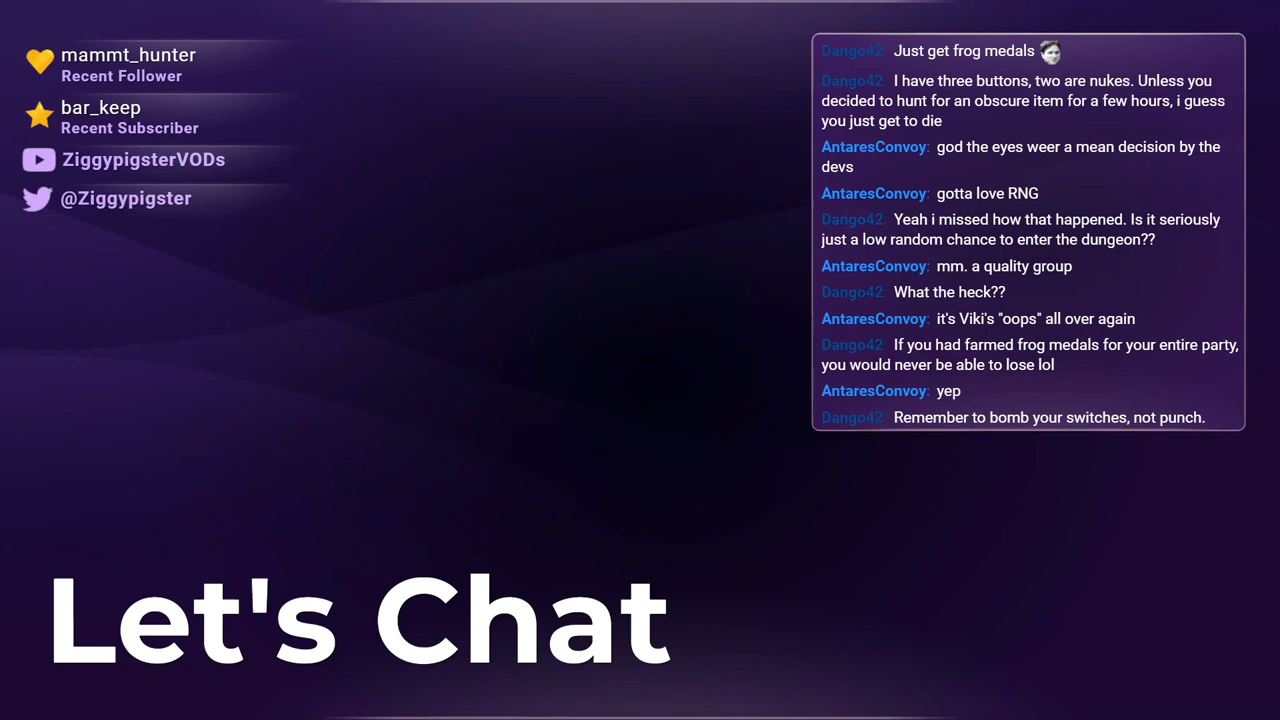 mammt_hunter
Recent Follower
bar_keep
Recent Subscriber
ZiggypigsterVODs
@Ziggypigster
Dango42: Just get frog medals
Dango42: I have three buttons, two are nukes. Unless you
decided to hunt for an obscure item for a few hours, i guess
you just get to die
AntaresConvoy: god the eyes weer a mean decision by the
devs
AntaresConvoy: gotta love RNG
Dango42: Yeah i missed how that happened. Is it seriously
just a low random chance to enter the dungeon??
AntaresConvoy: mm. a quality group
Dango42: What the heck??
AntaresConvoy: it's Viki's "oops" all over again
Dango42: If you had farmed frog medals for your entire party,
you would never be able to lose lol
AntaresConvoy: yep
Dango42: Remember to bomb your switches, not punch.
Let's Chat